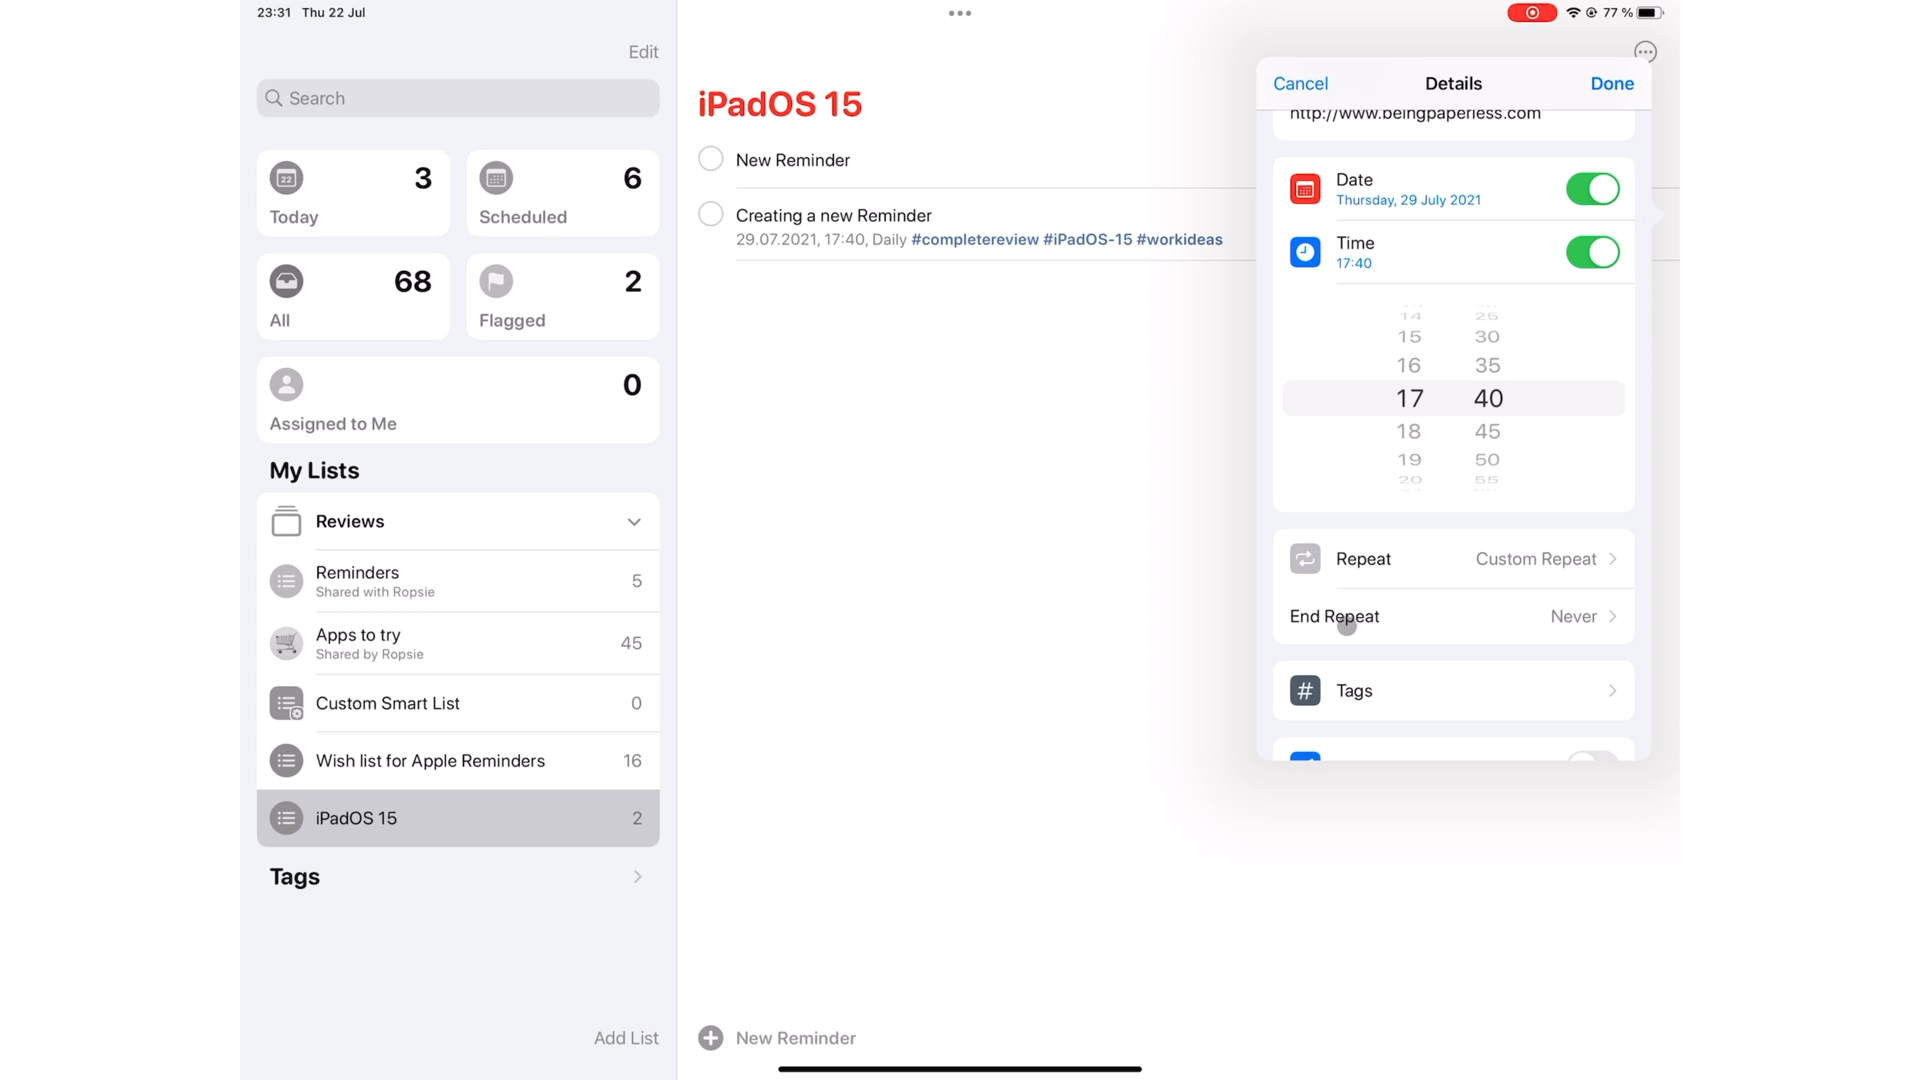 23:31 Thu 22 Jul
77 %
Edit
Search
22
3
Today
6
Scheduled
68
All
2
Flagged
0
Assigned to Me
My Lists
Reviews
Reminders
Shared with Ropsie
5
Apps to try
Shared by Ropsie
45
Custom Smart List
0
Wish list for Apple Reminders
16
iPadOS 15
2
Tags
Add List
iPadOS 15
New Reminder
Creating a new Reminder
29.07.2021, 17:40, Daily #completereview #iPadOS-15 #workideas
New Reminder
Cancel Details Done
http://www.beingpaperless.com
Date
Thursday, 29 July 2021
Time
17:40
14 25
15 30
16 35
17 40
18 45
19 50
20 55
Repeat Custom Repeat
End Repeat Never
# Tags